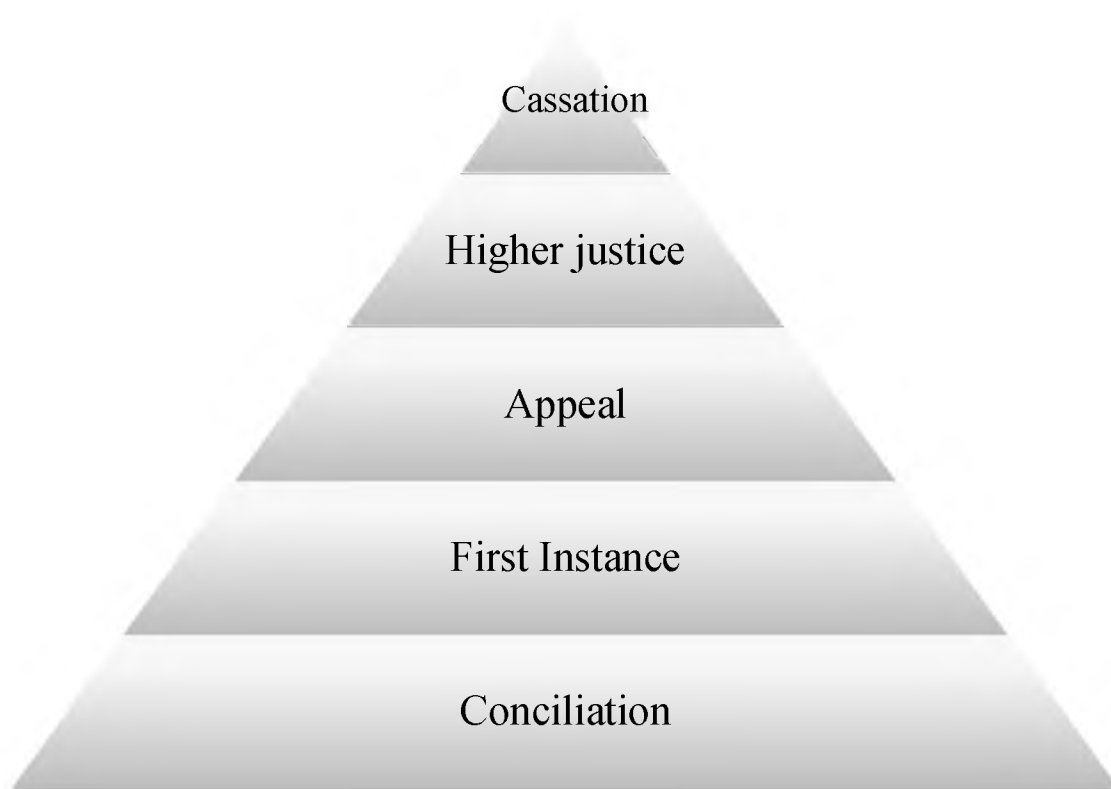 Cassation
Higher justice
Appeal
First Instance
Conciliation